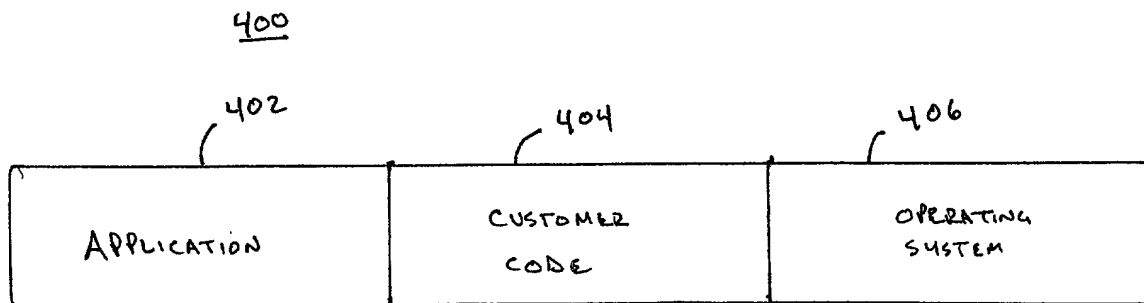 400
402
404
406
APPLICATION
CUSTOMER
CODE
OPERATING
SYSTEM